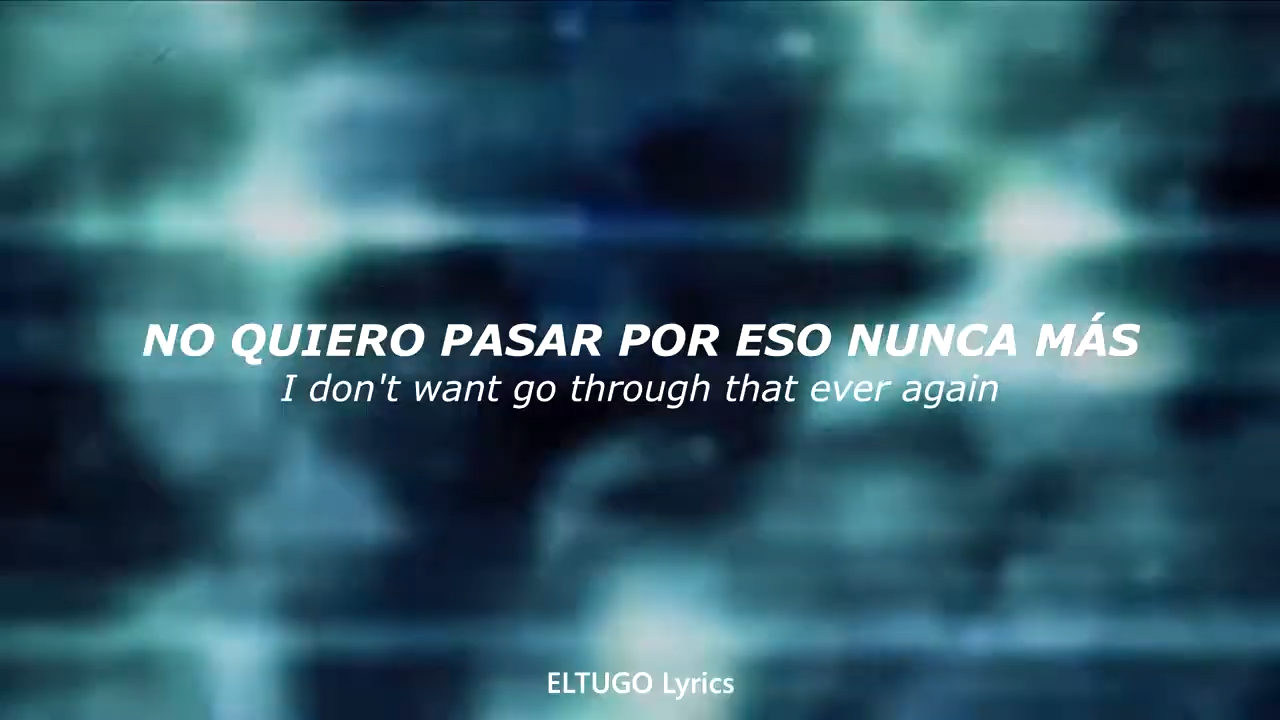 NO QUIERO PASAR POR ESO NUNCA MÁS
I don't want go through that ever again
ELTUGO Lyrics